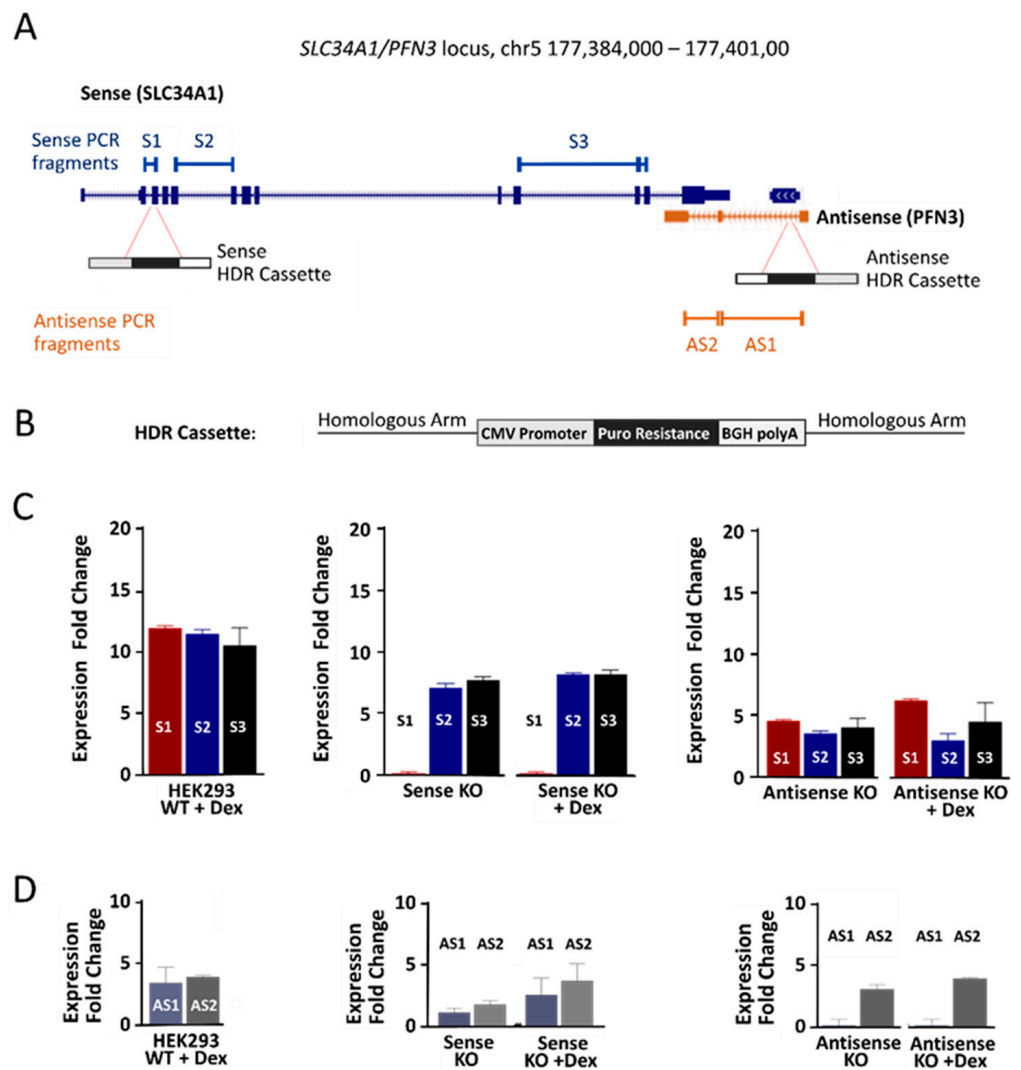 A
SLC34A1/PFN3 locus, chr5 177,384,000 – 177,401,00
Sense (SLC34A1)
Sense PCR
fragments
S1
S2
S3
Antisense (PFN3)
Sense
HDR Cassette
Antisense
HDR Cassette
Antisense PCR
fragments
AS2
AS1
B
HDR Cassette:
Homologous Arm
CMV Promoter
Puro Resistance
BGH polyA
Homologous Arm
C
Expression Fold Change
20
15
10
5
0
S1
S2
S3
HEK293
WT + Dex
Expression Fold Change
20
15
10
5
0
S1
S2
S3
S1
S2
S3
Sense KO
Sense KO
+ Dex
Expression Fold Change
20
15
10
5
0
S1
S2
S3
S1
S2
S3
Antisense KO
Antisense KO
+ Dex
D
Expression
Fold Change
10
5
0
AS1
AS2
HEK293
WT + Dex
Expression
Fold Change
10
5
0
AS1
AS2
AS1
AS2
Sense
KO
Sense
KO +Dex
Expression
Fold Change
10
5
0
AS1
AS2
AS1
AS2
Antisense
KO
Antisense
KO +Dex